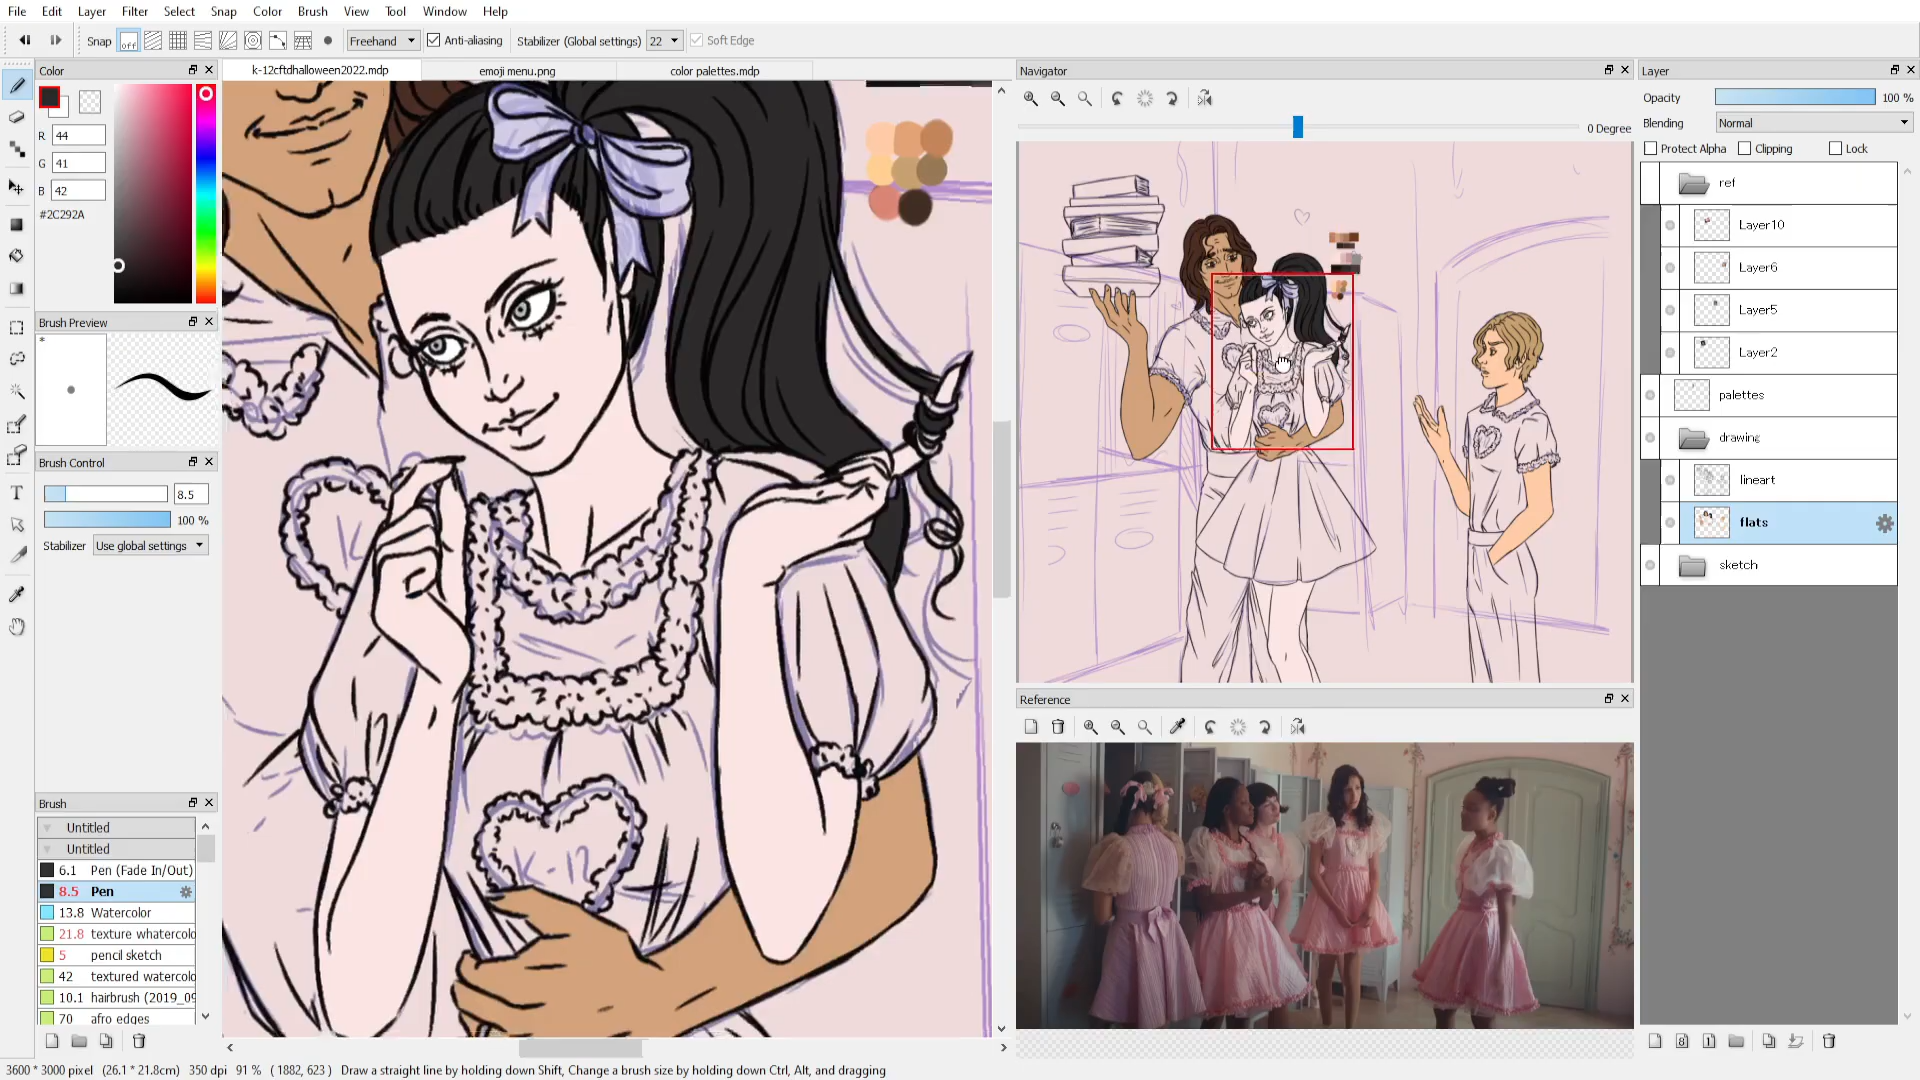 File Edit Layer Filter Select Snap Color Brush View Tool Window Help
Snap off Freehand Anti-aliasing Stabilizer (Global settings) 22 Soft Edge
Color
k-12cftdhalloween2022.mdp emoji menu.png color palettes.mdp
Navigator
Layer
R 44
G 41
B 42
#2C292A
0 Degree
Opacity 100 %
Blending Normal
Protect Alpha Clipping Lock
ref
Layer10
Layer6
Layer5
Layer2
palettes
drawing
lineart
flats
sketch
Brush Preview
*
Brush Control
8.5
100 %
Stabilizer Use global settings
K-12
Reference
Brush
Untitled
Untitled
6.1 Pen (Fade In/Out)
8.5 Pen
13.8 Watercolor
21.8 texture whatercolo
5 pencil sketch
42 textured watercolo
10.1 hairbrush (2019_09
70 afro edges
T
8
1
3600 * 3000 pixel (26.1 * 21.8cm) 350 dpi 91 % ( 1882, 623 ) Draw a straight line by holding down Shift, Change a brush size by holding down Ctrl, Alt, and dragging